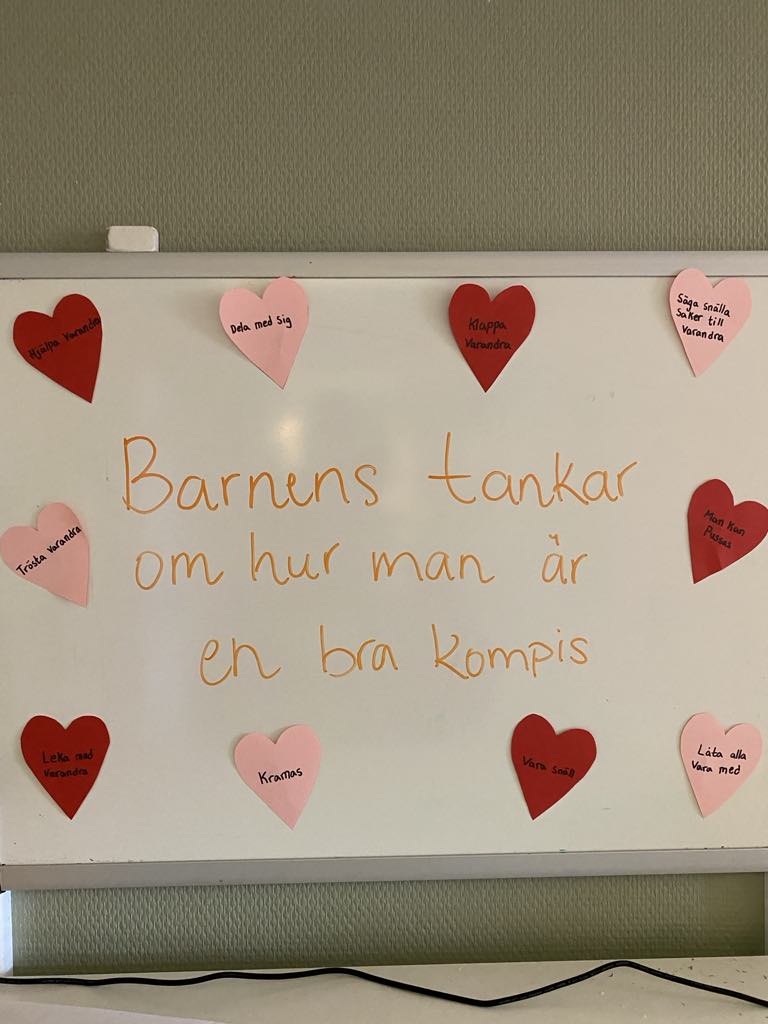 Hjälpa Varandra
Dela med Sig
Klappa
Varandra
Säga snälla
Saker till
Varandra
Barnens tankar
om hur man är
en bra kompis
Trösta Varandra
Man kan
Pussas
Leka med
Varandra
Kramas
Vara snäll
Låta alla
Vara med